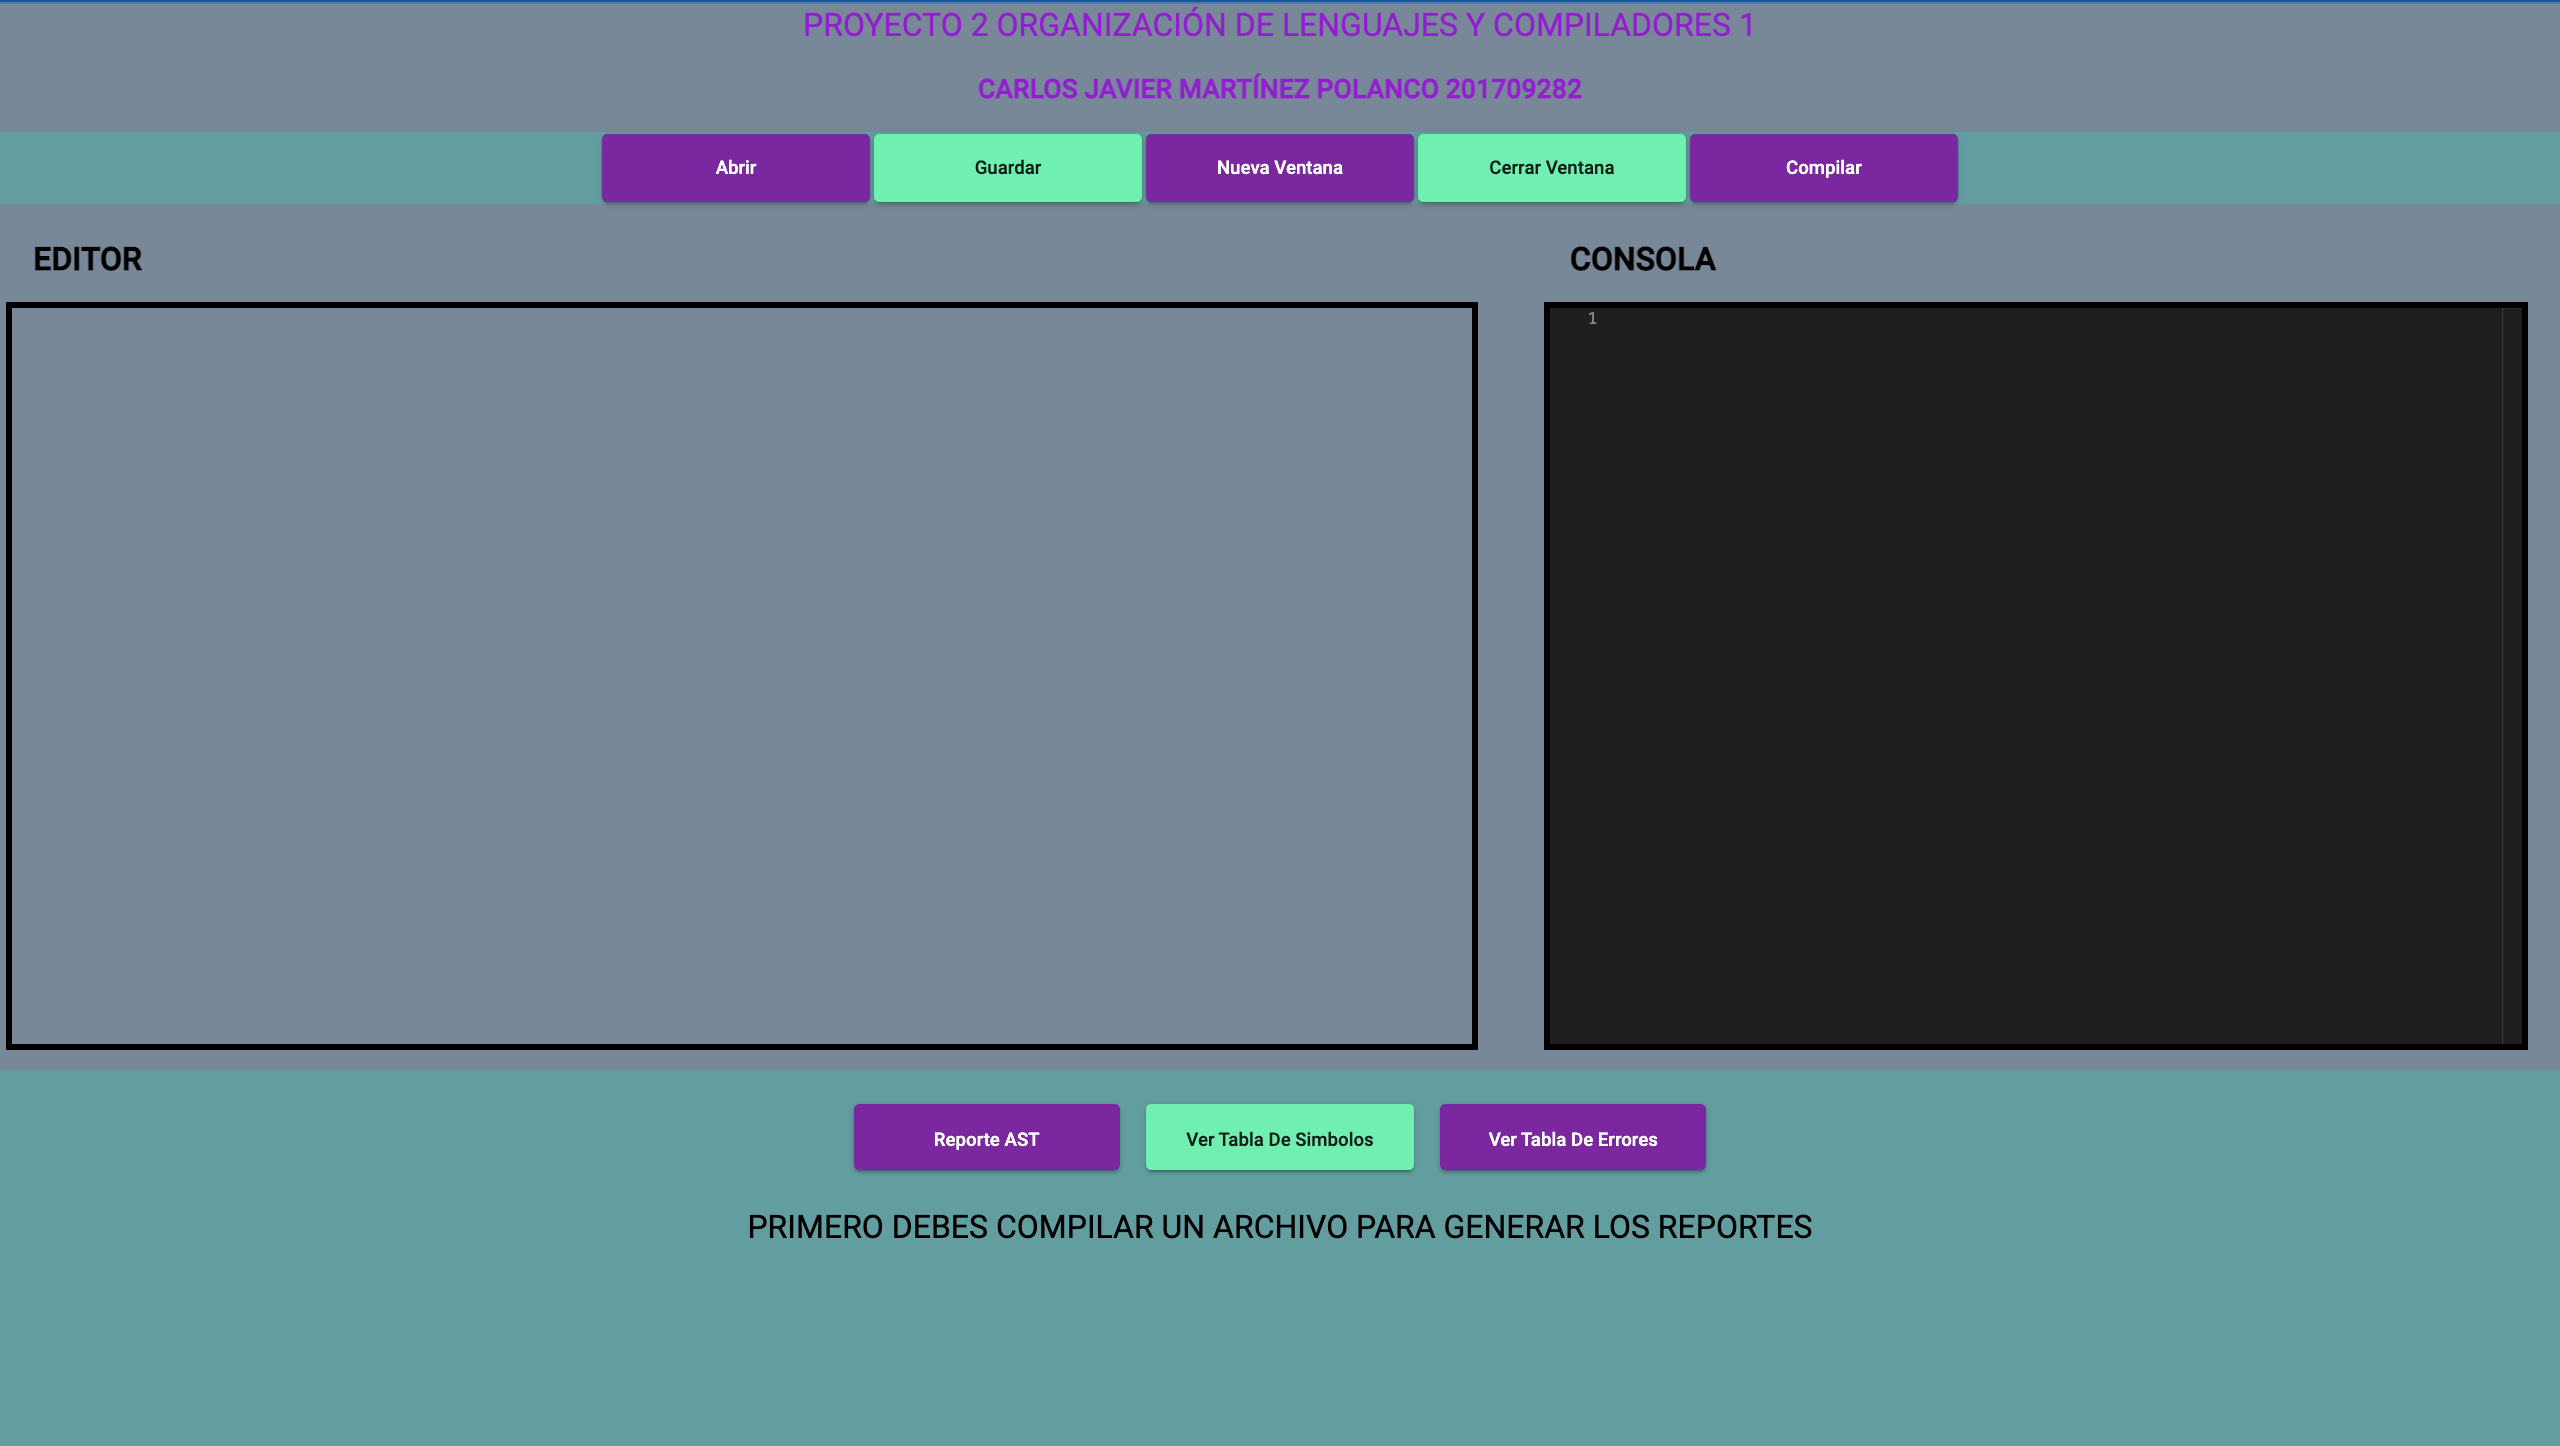 PROYECTO 2 ORGANIZACIÓN DE LENGUAJES Y COMPILADORES 1
CARLOS JAVIER MARTÍNEZ POLANCO 201709282
Abrir
Guardar
Nueva Ventana
Cerrar Ventana
Compilar
EDITOR
CONSOLA
1
Reporte AST
Ver Tabla De Simbolos
Ver Tabla De Errores
PRIMERO DEBES COMPILAR UN ARCHIVO PARA GENERAR LOS REPORTES